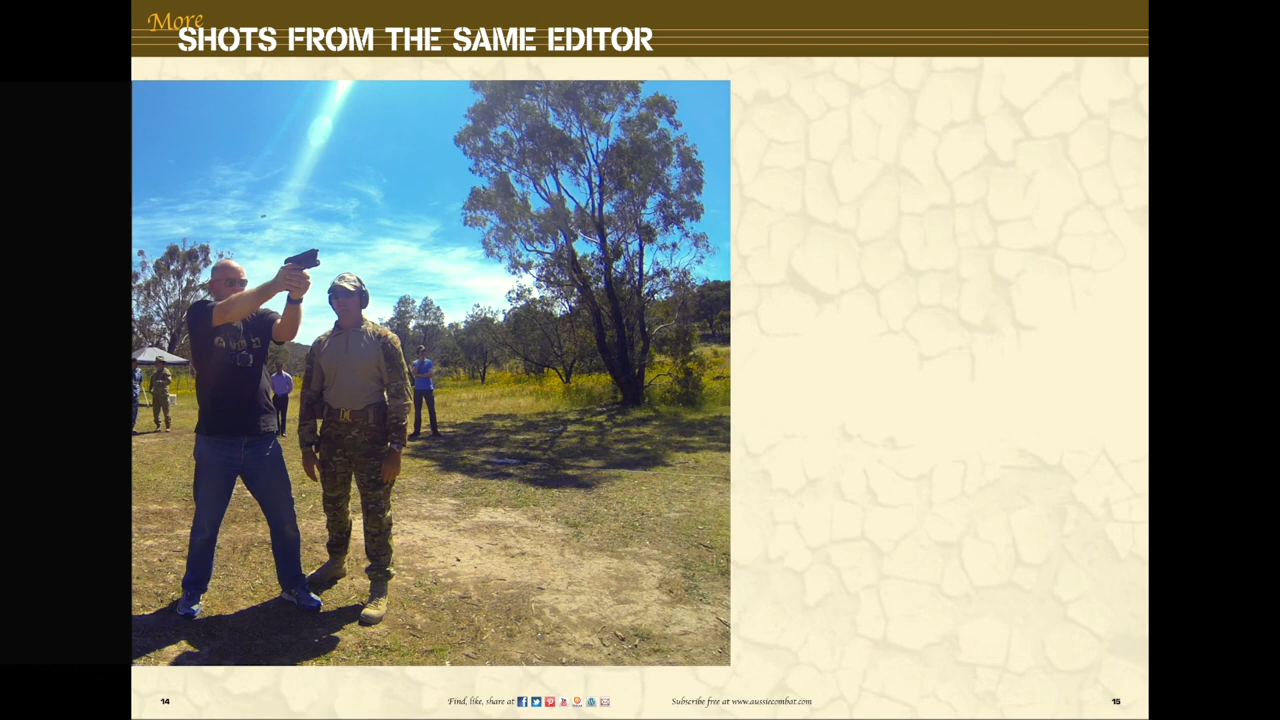 More
SHOTS FROM THE SAME EDITOR
14
Find, like, share at
Subscribe free at www.aussiecombat.com
15